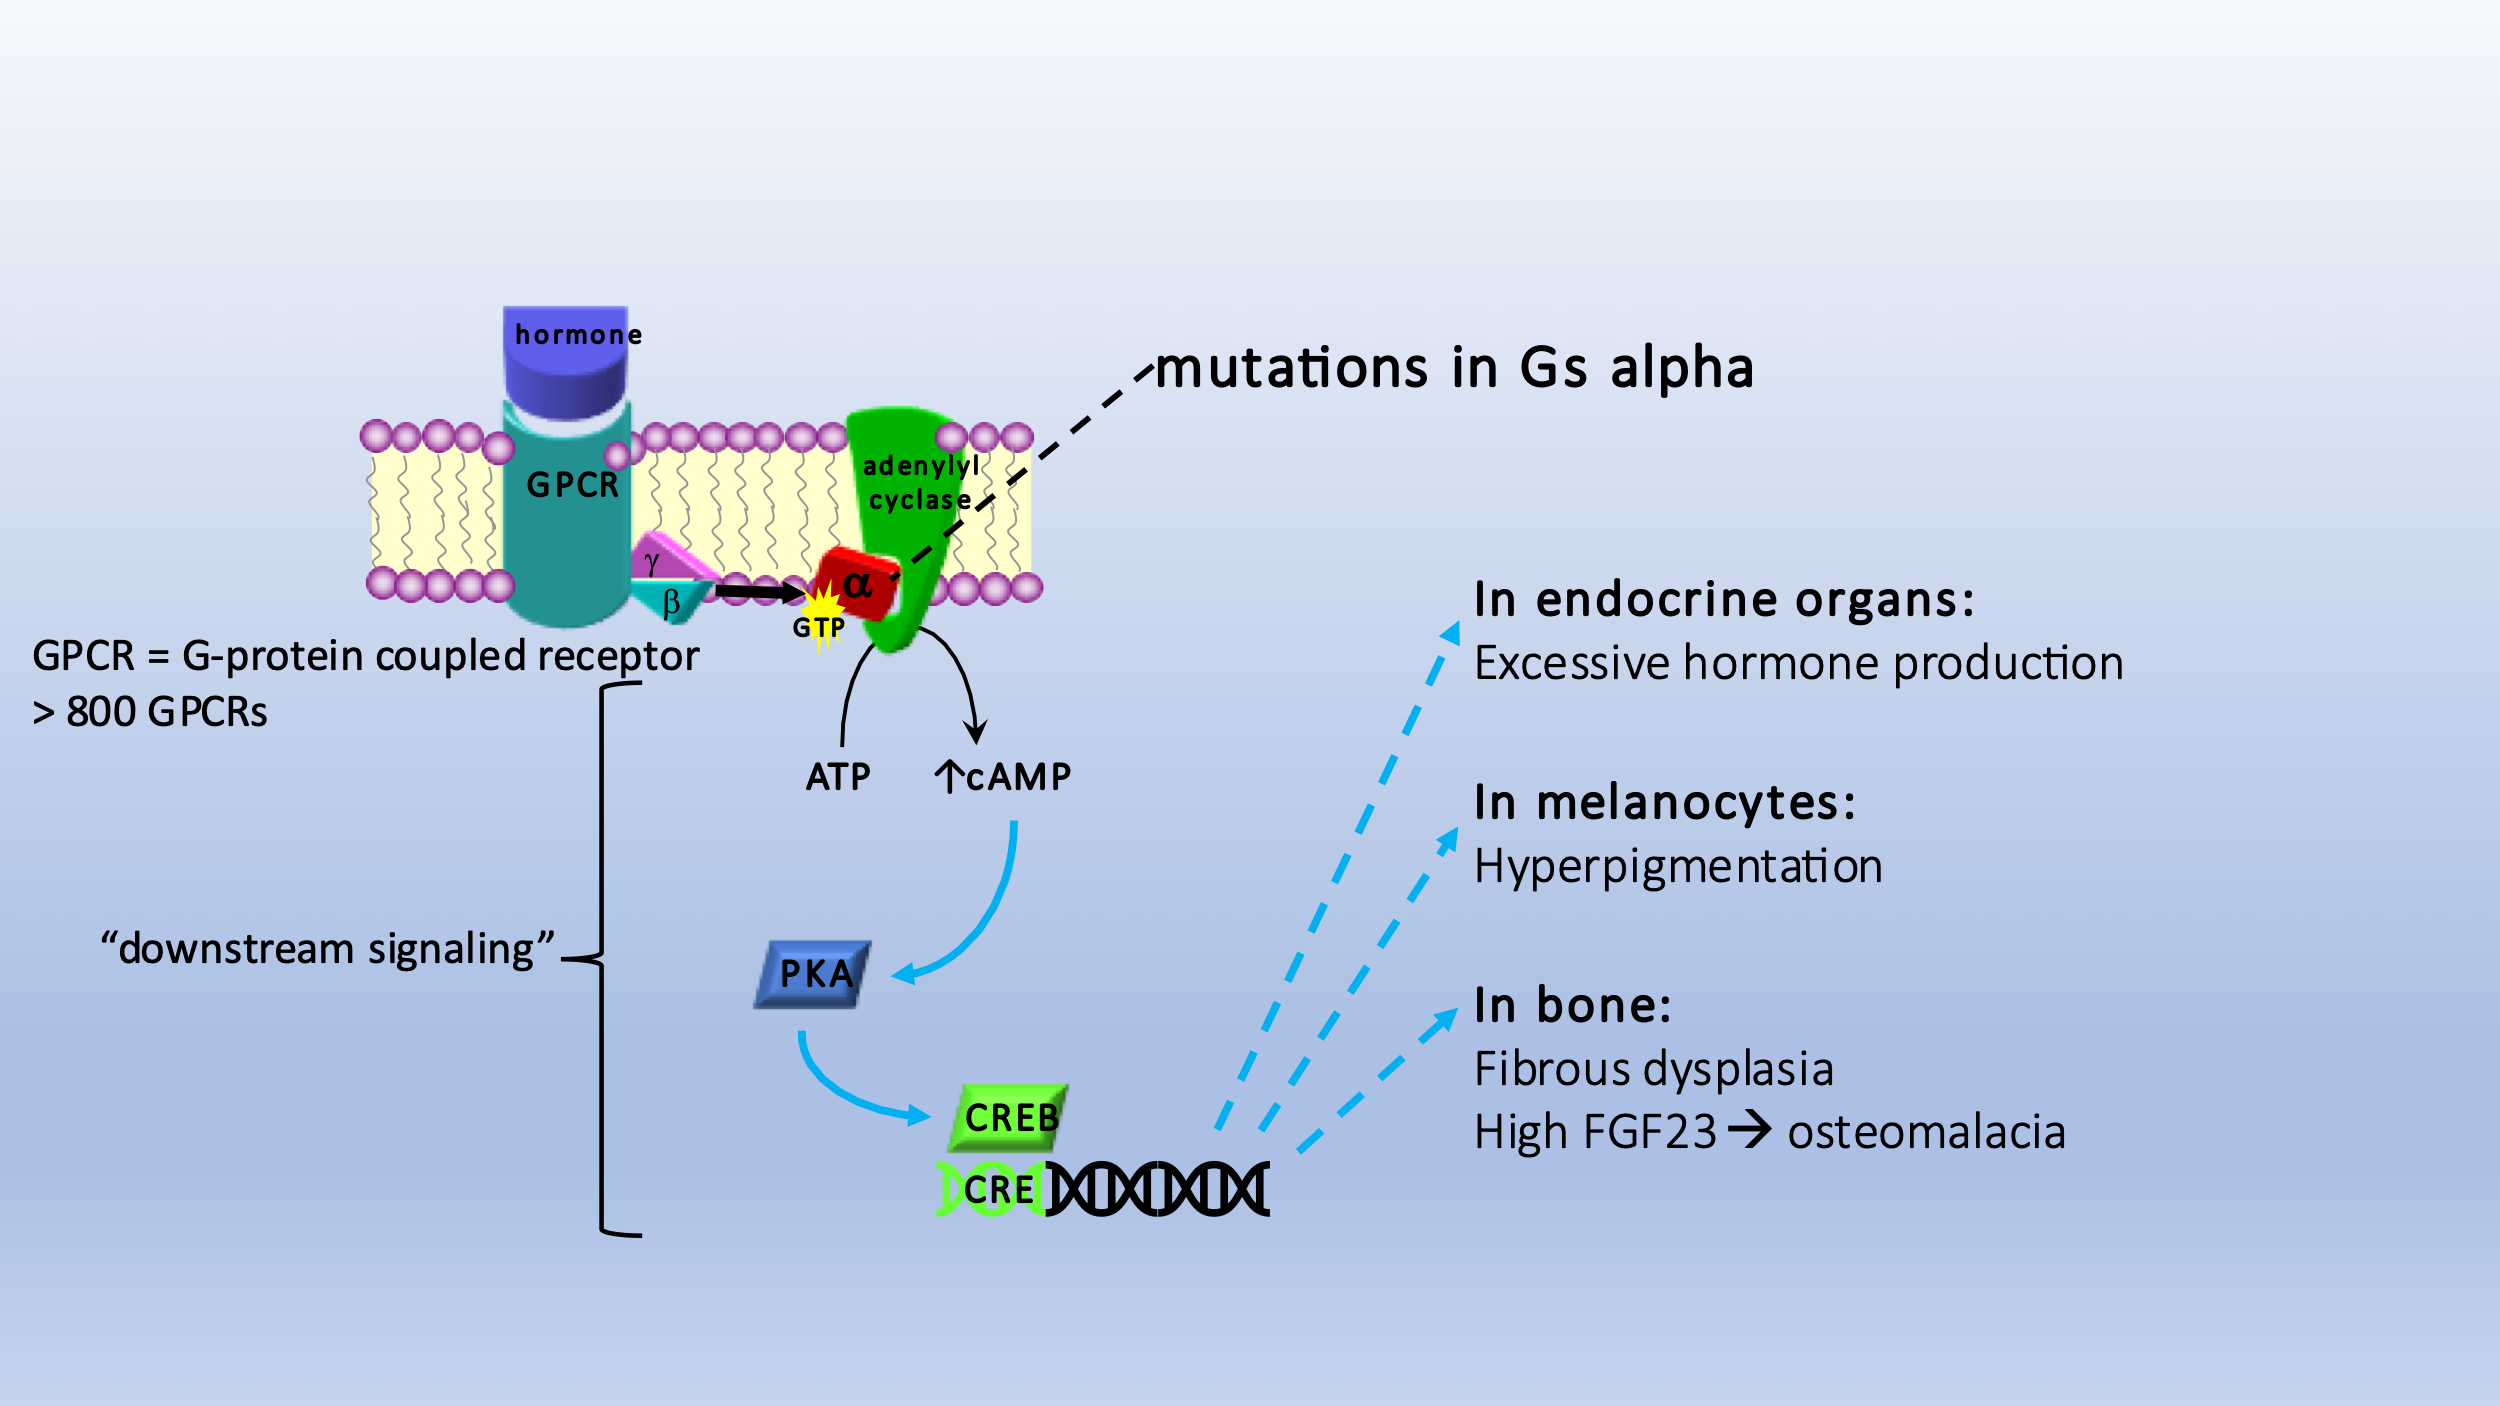 hormone
mutations in Gs alpha
adenylyl
cyclase
GPCR
γ
α
β
GTP
GPCR = G-protein coupled receptor
> 800 GPCRs
ATP
↑cAMP
“downstream signaling”
PKA
CREB
CRE
In endocrine organs:
Excessive hormone production
In melanocytes:
Hyperpigmentation
In bone:
Fibrous dysplasia
High FGF23 → osteomalacia